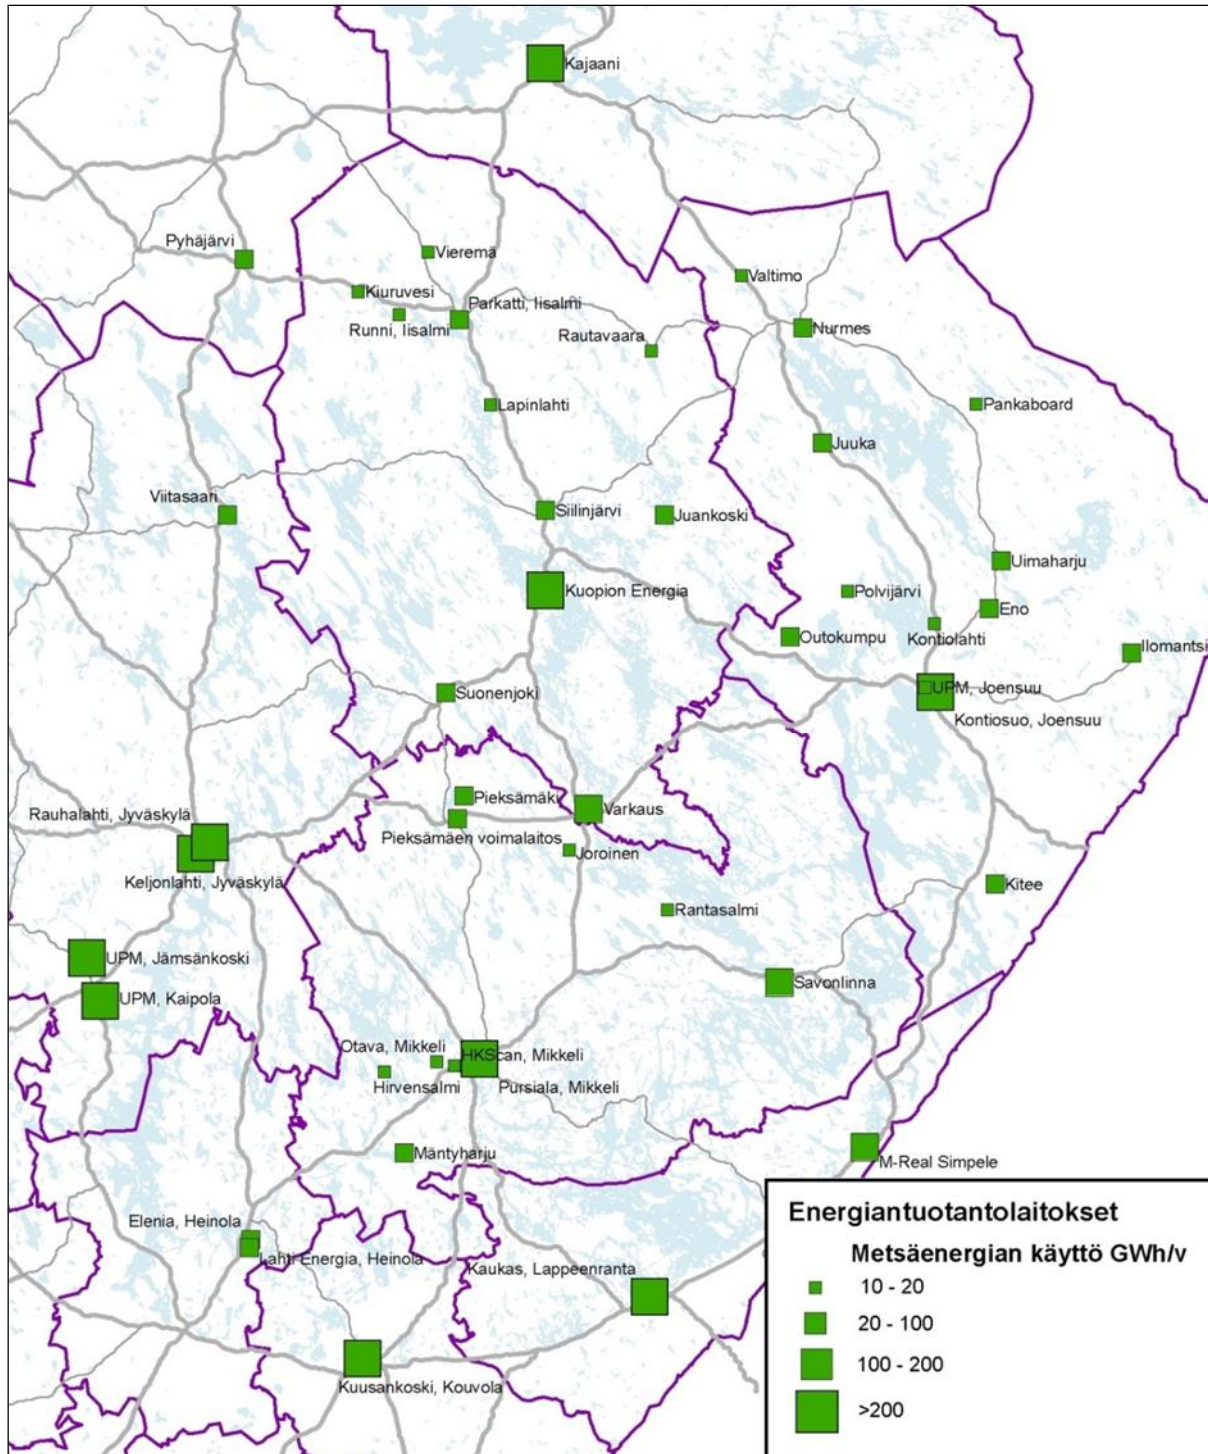 Kajaani
Pyhäjärvi
Vieremä
Valtimo
Kiuruvesi
Parkatti, Iisalmi
Runni, Iisalmi
Nurmes
Rautavaara
Lapinlahti
Pankaboard
Juuka
Viitasaari
Siilinjärvi
Juankoski
Uimaharju
Kuopion Energia
Polvijärvi
Eno
Kontiolahti
Outokumpu
Ilomantsi
Suonenjoki
UPM, Joensuu
Kontiosuo, Joensuu
Pieksämäki
Varkaus
Rauhalahti, Jyväskylä
Pieksämäen voimalaitos
Joroinen
Keljonlahti, Jyväskylä
Kitee
Rantasalmi
UPM, Jämsänkoski
Savonlinna
UPM, Kaipola
Otava, Mikkeli
HKScan, Mikkeli
Hirvensalmi
Pursiala, Mikkeli
Mäntyharju
M-Real Simpele
Elenia, Heinola
Lahti Energia, Heinola
Kaukas, Lappeenranta
Kuusankoski, Kouvola
Energiantuotantolaitokset
Metsäenergian käyttö GWh/v
10 - 20
20 - 100
100 - 200
>200